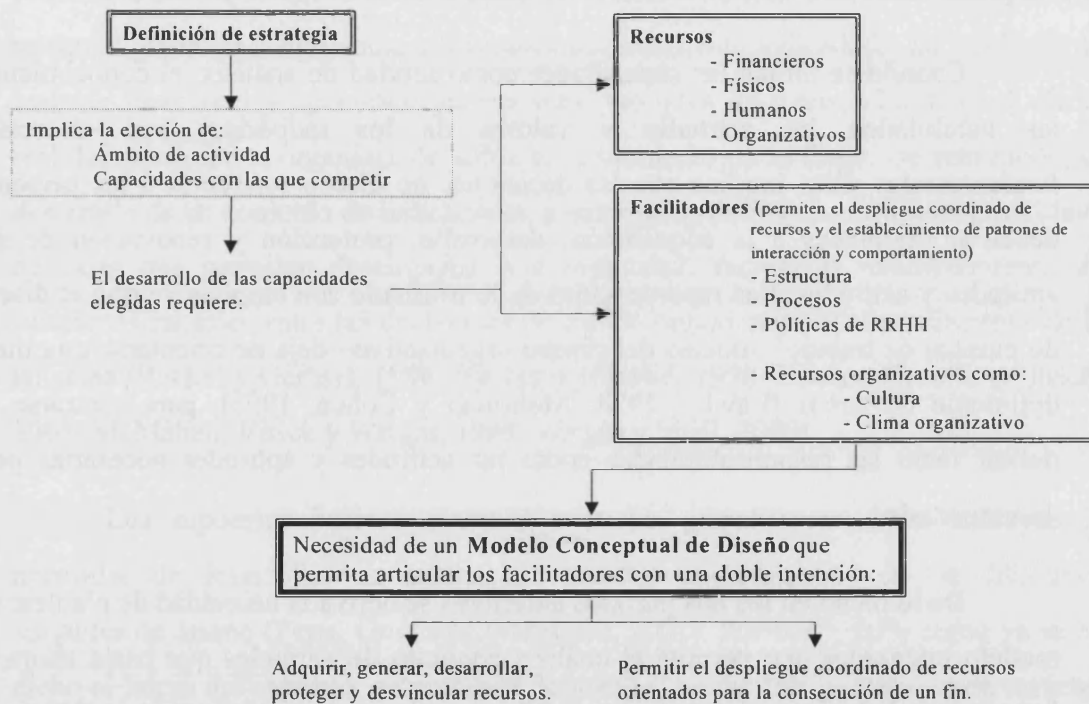 Definición de estrategia
Implica la elección de:
Ámbito de actividad
Capacidades con las que competir
El desarrollo de las capacidades
elegidas requiere
Recursos
- Financieros
- Físicos
- Humanos
- Organizativos
Facilitadores (permiten el despliegue coordinado de
recursos y el establecimiento de patrones de
interacción y comportamiento)
- Estructura
- Procesos
- Políticas de RRHH
- Recursos organizativos como:
- Cultura
- Clima organizativo
Necesidad de un Modelo Conceptual de Diseño que
permita articular los facilitadores con una doble intención:
Adquirir, generar, desarrollar,
proteger y desvincular recursos.
Permitir el despliegue coordinado de recursos
orientados para la consecución de un fin.